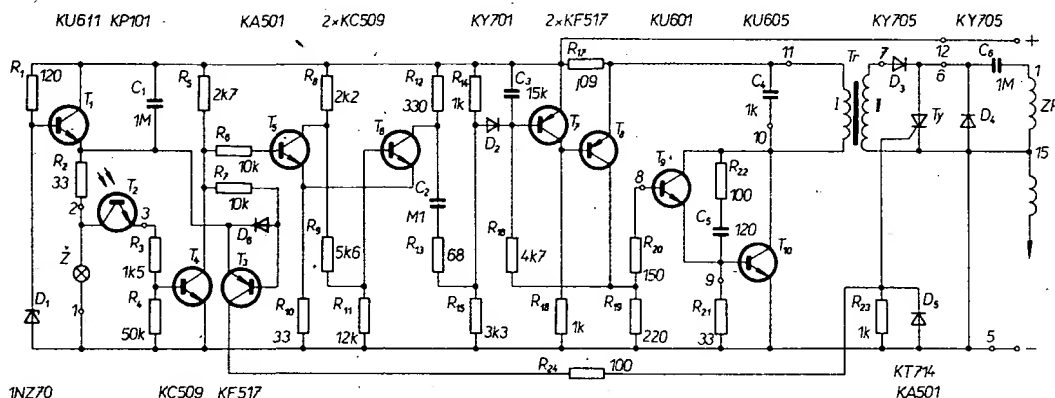 KU611 KP101 KA501 2×KC509 KY701 2×KF517 KU601 KU605 KY705 KY705
R1 120
T1
C1 1M
R2 33
2
T2
3
Ž
1
D1
1NZ70
R3 1k5
R4 50k
T4
KC509
R5 2k7
R6 10k
R7 10k
D6
T3
KF517
T5
R8 2k2
R9 5k6
R10 33
R11 12k
T6
R12 330
C2 M1
R13 68
R14 1k
D2
R15 3k3
C3 15k
R16 4k7
T7
R17 j09
T8
R18 1k
R19 220
8
T9
R20 150
C4 1k
11
10
R22 100
C5 120
9
R21 33
T10
Tr
I
I
7
D3
Ty
12
6
D4
C6 1M
+
1
ZP
15
R23 1k
D5
5
−
R24 100
KT714
KA501